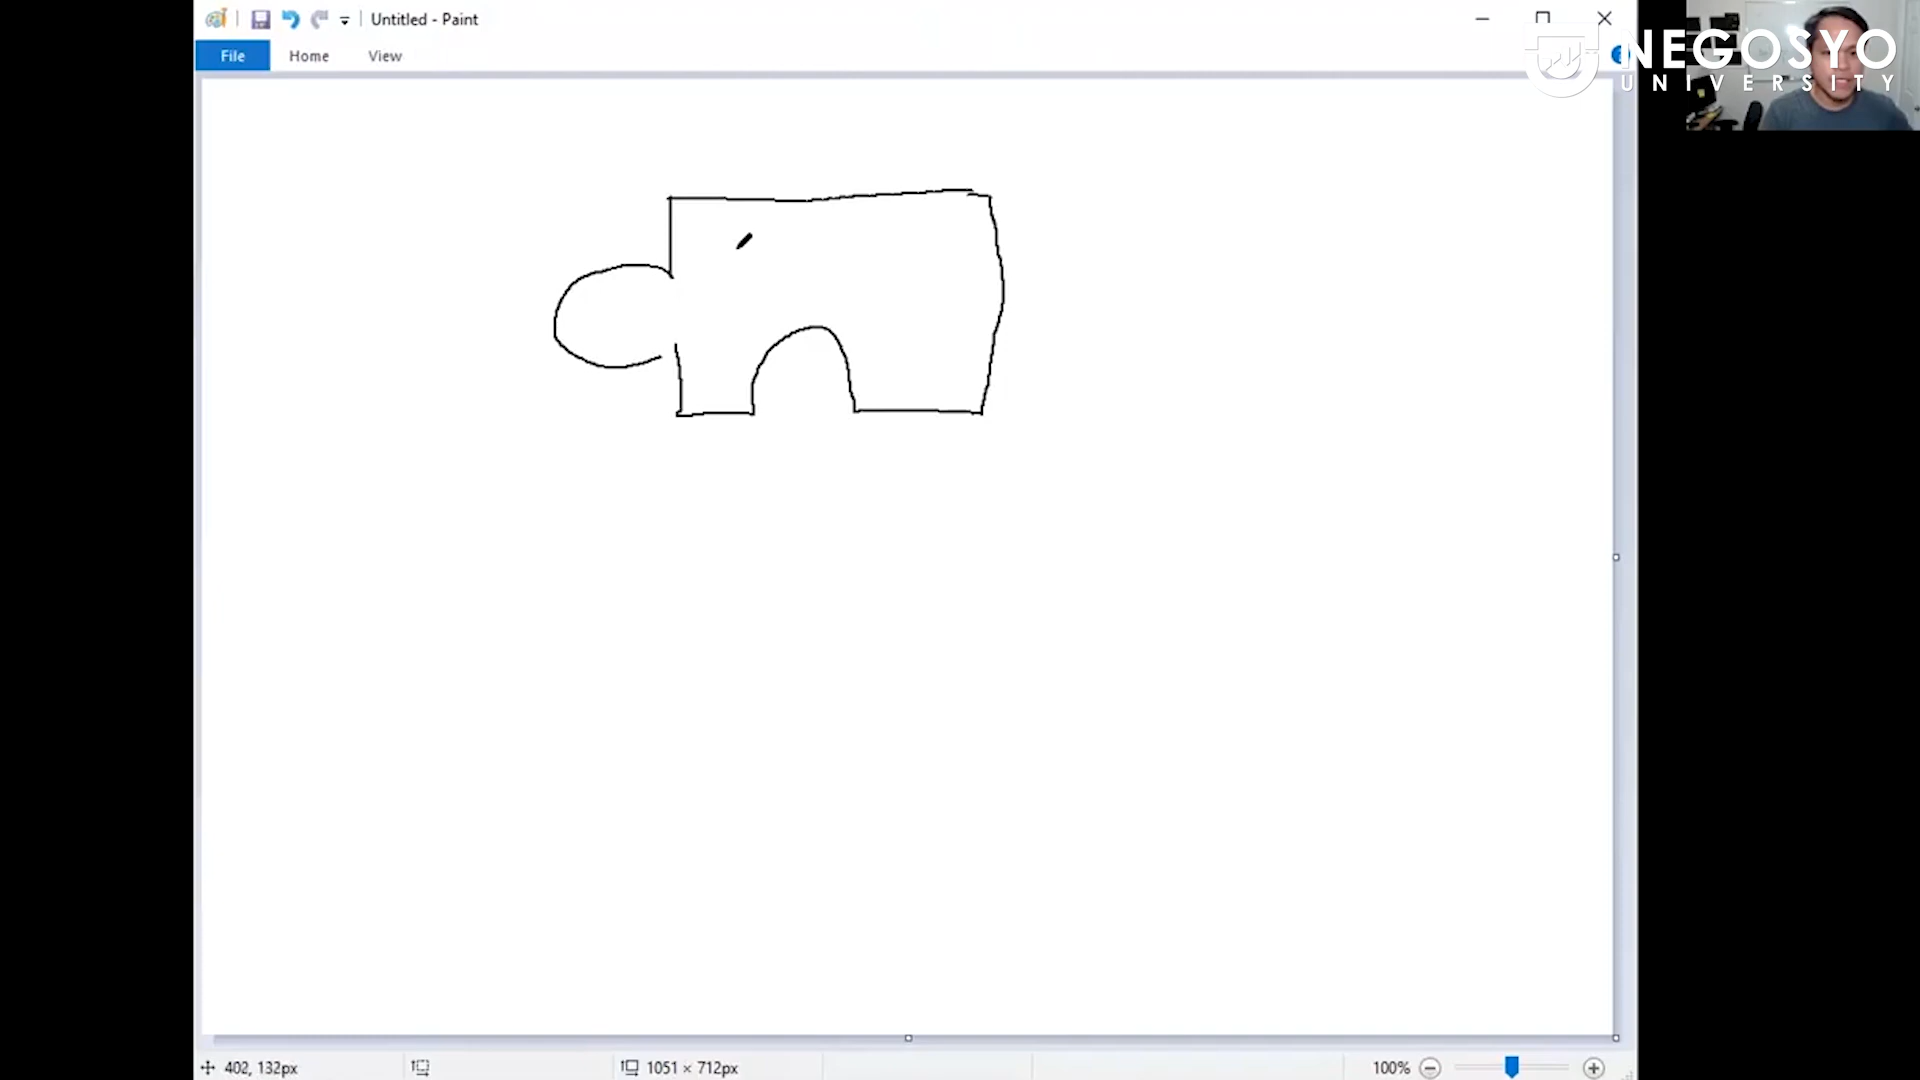 Untitled - Paint
File Home View
NEGOSYO
UNIVERSITY
402, 132px
1051 × 712px
100%